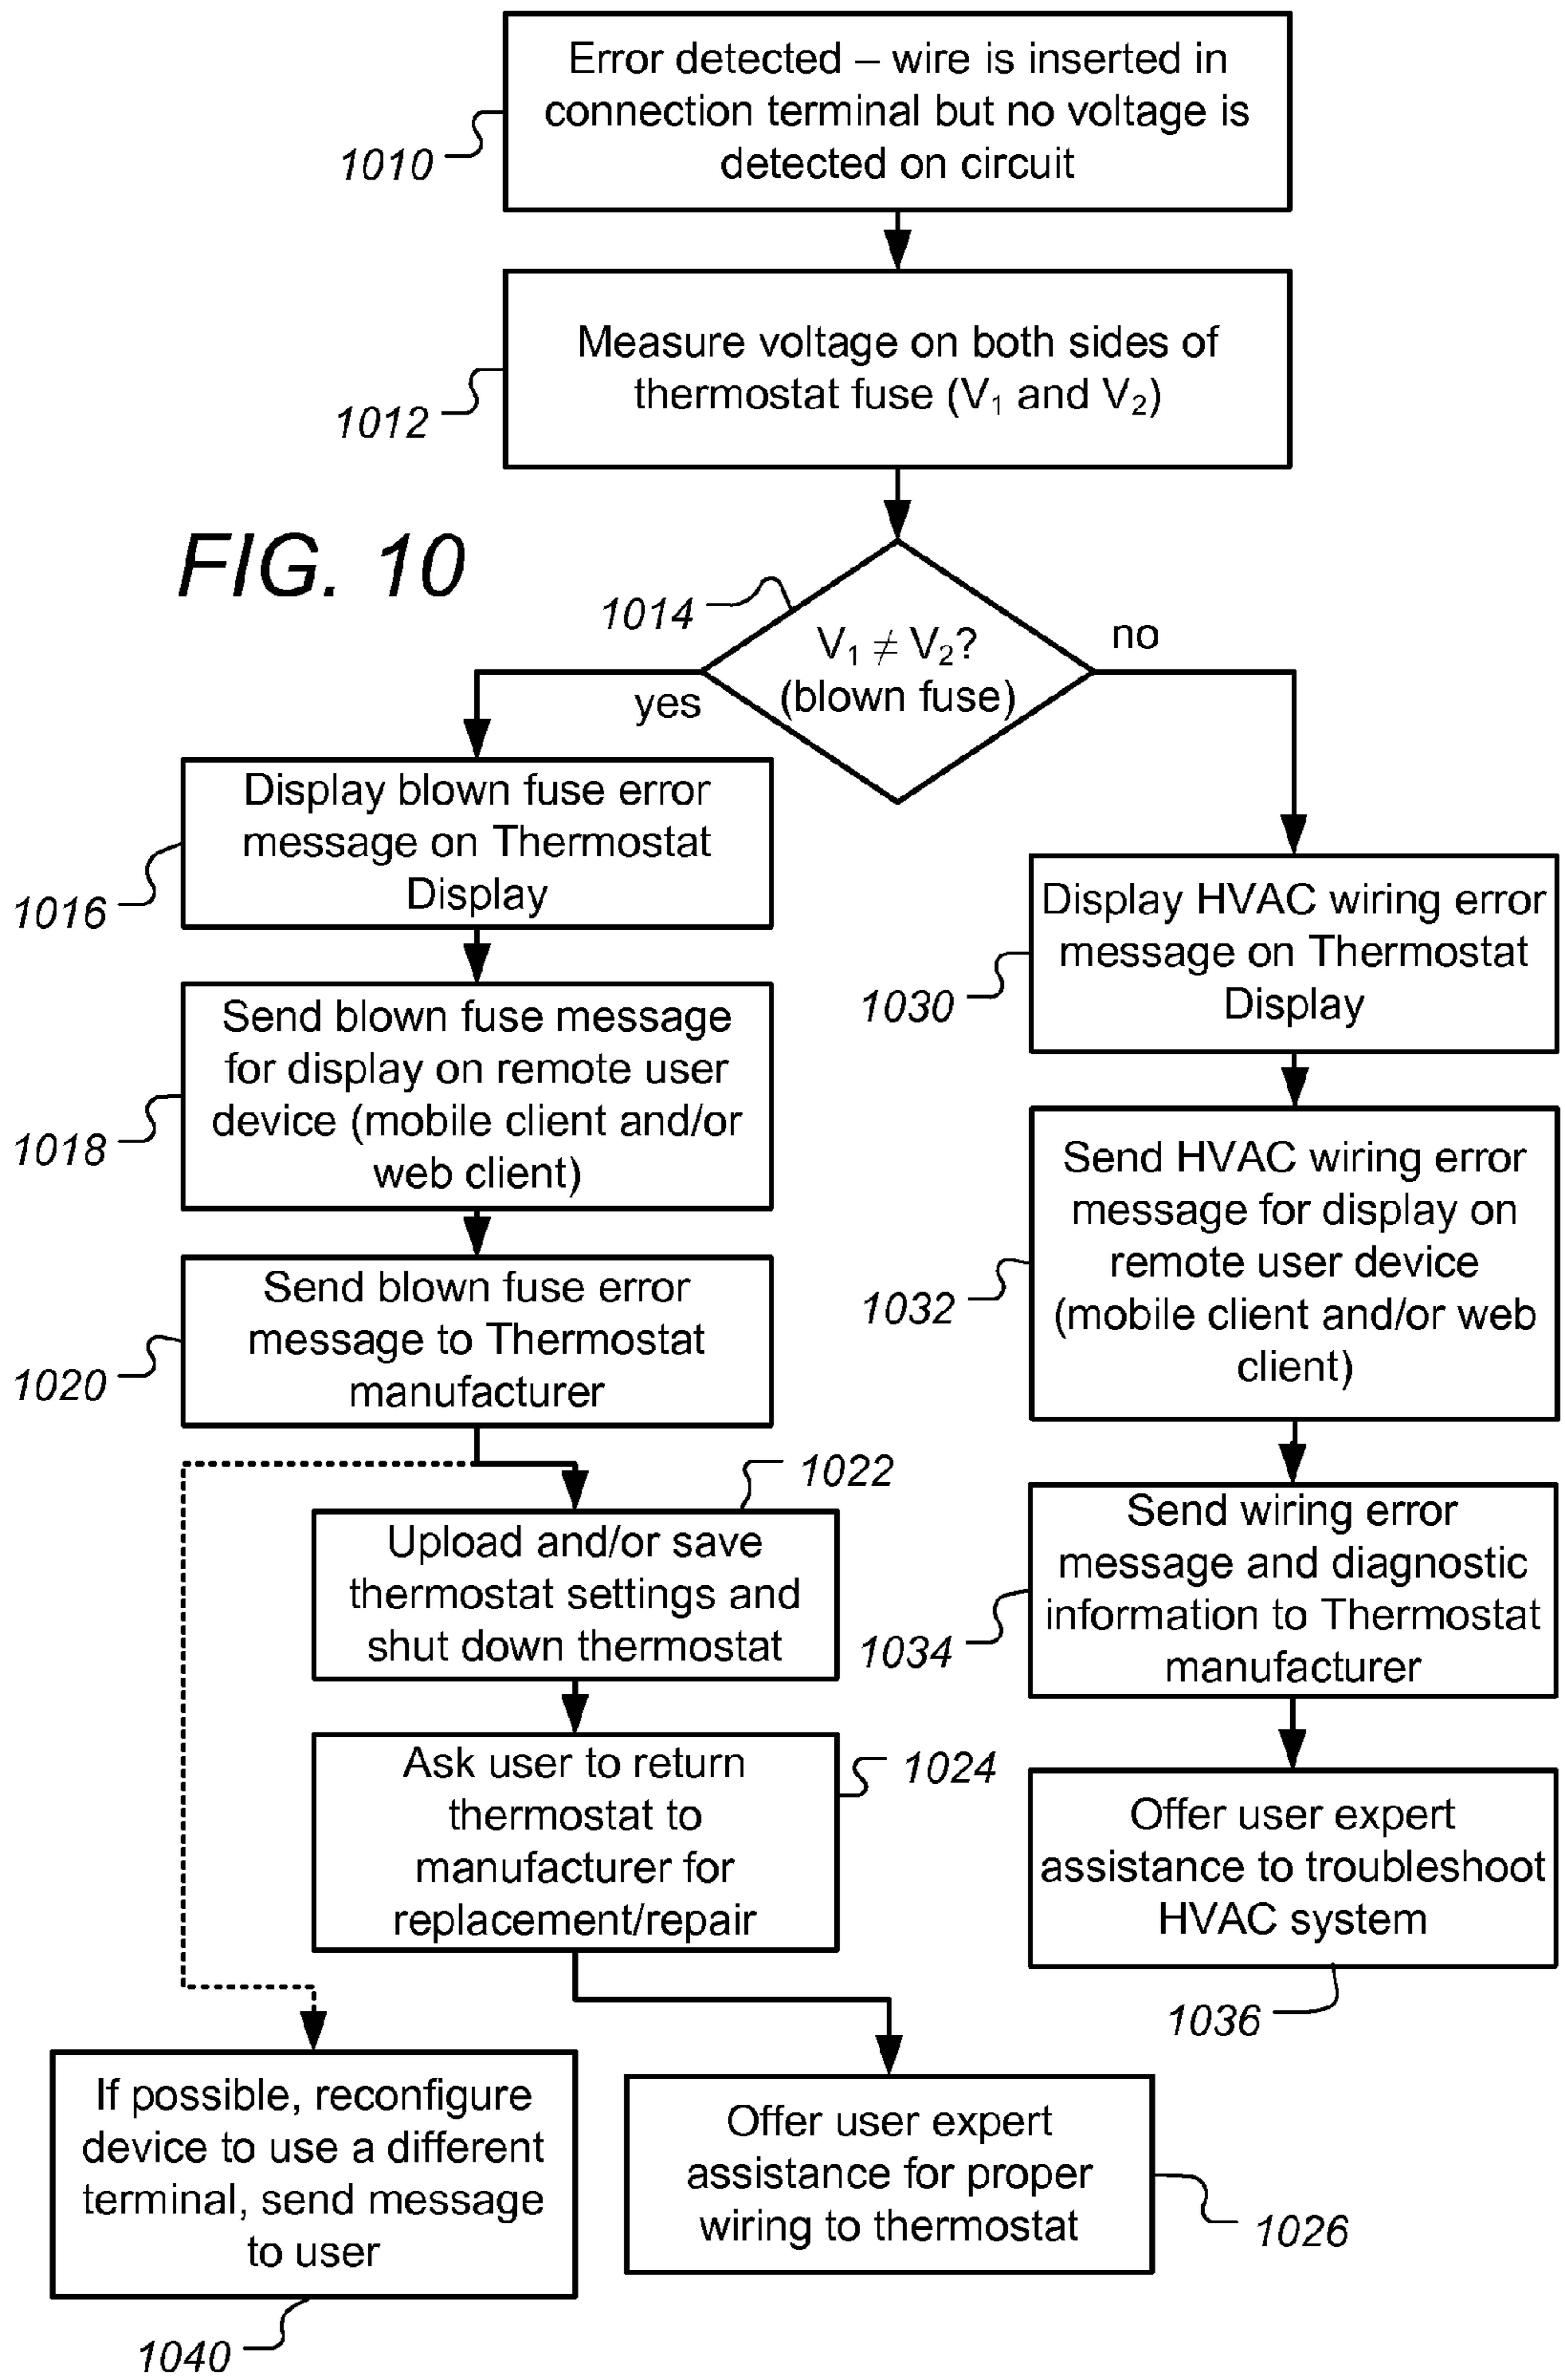 Error detected – wire is inserted in
connection terminal but no voltage is
detected on circuit
1010
Measure voltage on both sides of
thermostat fuse (V₁ and V₂)
1012
FIG. 10
1014
V₁ ≠ V₂?
(blown fuse)
yes
no
Display blown fuse error
message on Thermostat
Display
1016
Send blown fuse message
for display on remote user
device (mobile client and/or
web client)
1018
Send blown fuse error
message to Thermostat
manufacturer
1020
1022
Upload and/or save
thermostat settings and
shut down thermostat
Ask user to return
thermostat to
manufacturer for
replacement/repair
1024
If possible, reconfigure
device to use a different
terminal, send message
to user
1040
Offer user expert
assistance for proper
wiring to thermostat
1026
Display HVAC wiring error
message on Thermostat
Display
1030
Send HVAC wiring error
message for display on
remote user device
(mobile client and/or web
client)
1032
Send wiring error
message and diagnostic
information to Thermostat
manufacturer
1034
Offer user expert
assistance to troubleshoot
HVAC system
1036